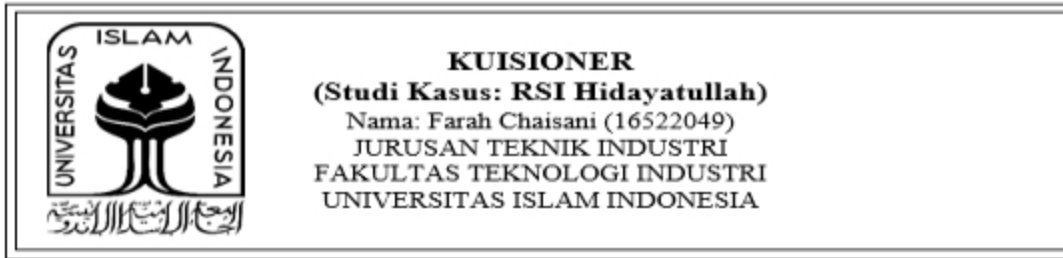 UNIVERSITAS ISLAM INDONESIA
KUISIONER
(Studi Kasus: RSI Hidayatullah)
Nama: Farah Chaisani (16522049)
JURUSAN TEKNIK INDUSTRI
FAKULTAS TEKNOLOGI INDUSTRI
UNIVERSITAS ISLAM INDONESIA